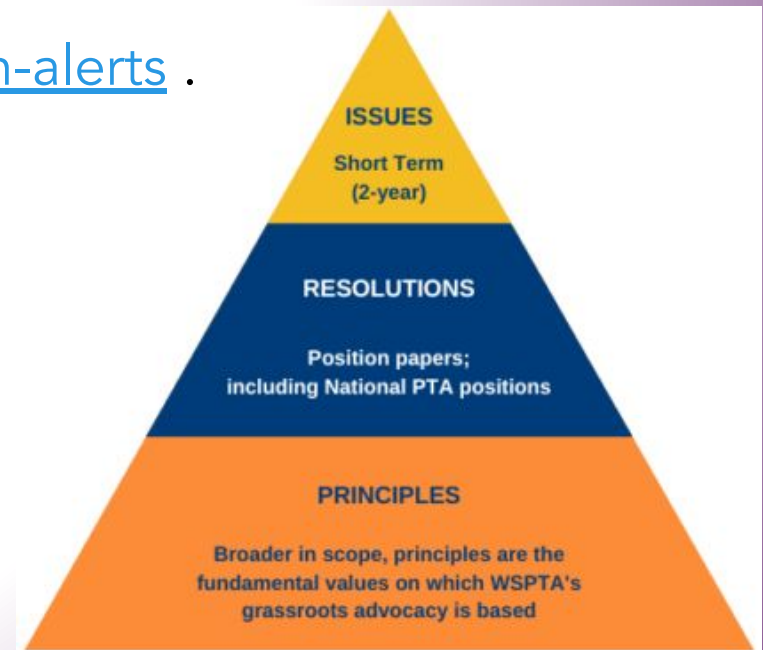 n-alerts .
ISSUES
Short Term
(2-year)
RESOLUTIONS
Position papers;
including National PTA positions
PRINCIPLES
Broader in scope, principles are the
fundamental values on which WSPTA's
grassroots advocacy is based